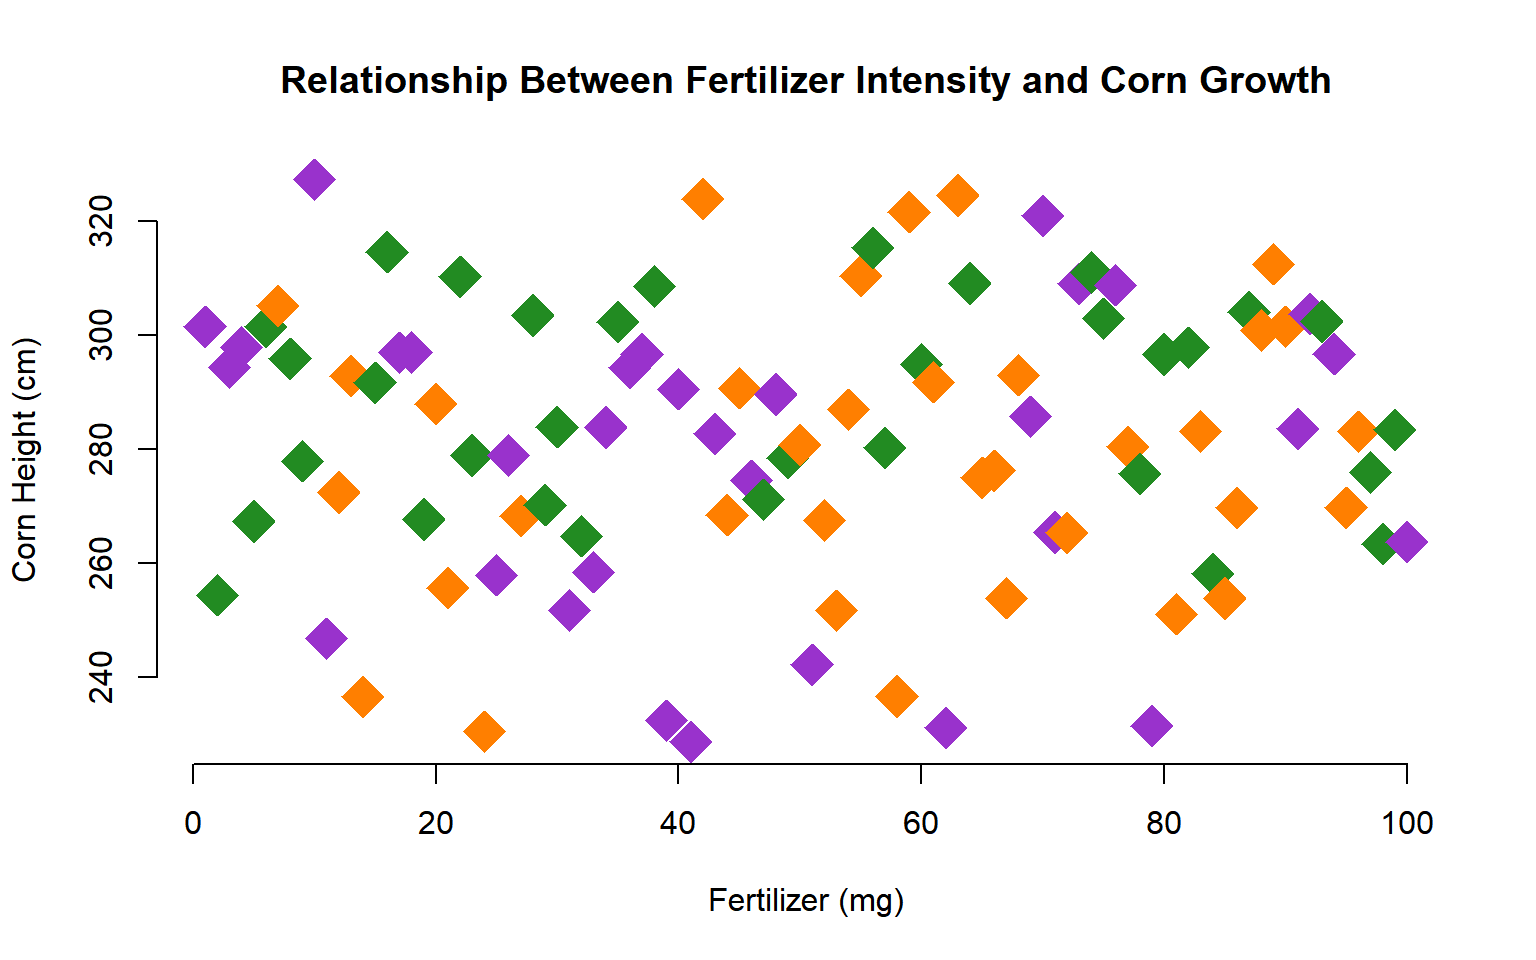 Relationship Between Fertilizer Intensity and Corn Growth
Corn Height (cm)
320
300
280
260
240
0 20 40 60 80 100
Fertilizer (mg)